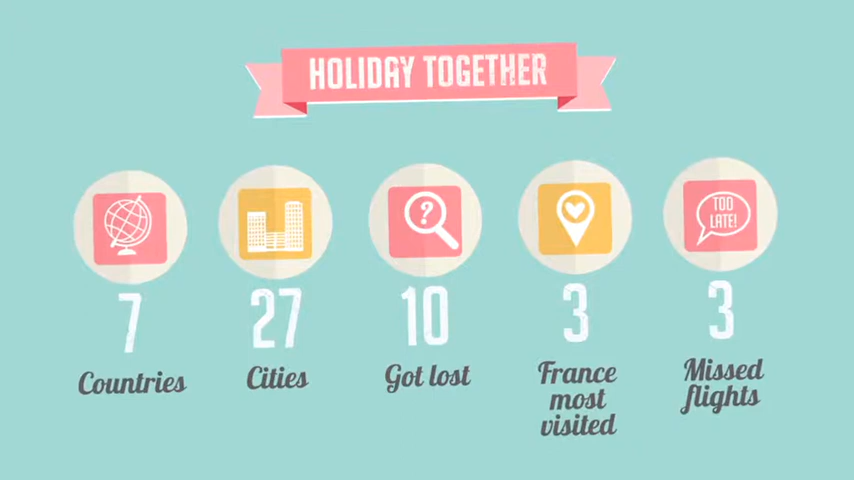 HOLIDAY TOGETHER
?
TOO
LATE!
7
27
10
3
3
Countries
Cities
Got lost
France
most
visited
Missed
flights